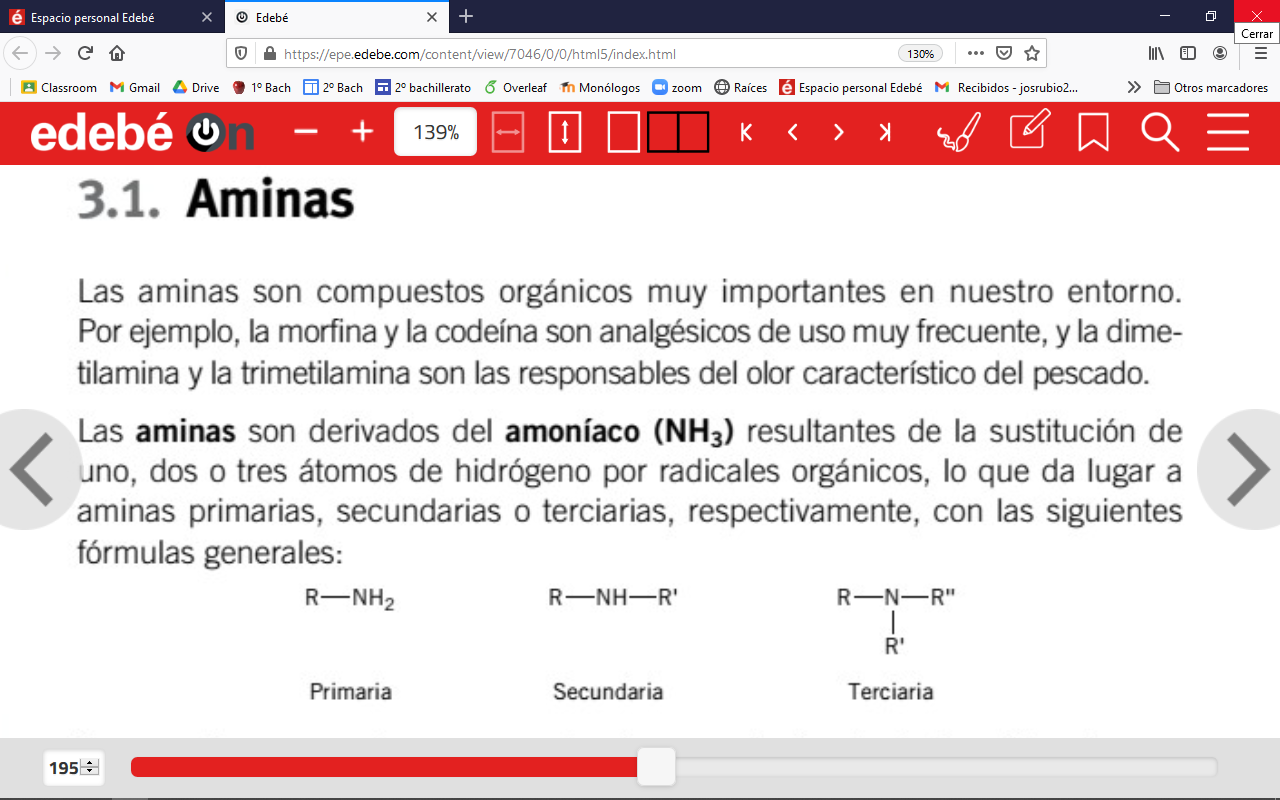 Espacio personal Edebé
Edebé
Cerrar
https://epe.edebe.com/content/view/7046/0/0/html5/index.html
130%
Classroom
Gmail
Drive
1º Bach
2º Bach
2º bachillerato
Overleaf
Monólogos
zoom
Raíces
Espacio personal Edebé
Recibidos - josrubio2...
Otros marcadores
edebé On
139%
3.1. Aminas
Las aminas son compuestos orgánicos muy importantes en nuestro entorno.
Por ejemplo, la morfina y la codeína son analgésicos de uso muy frecuente, y la dime-
tilamina y la trimetilamina son las responsables del olor característico del pescado.
Las aminas son derivados del amoníaco (NH₃) resultantes de la sustitución de
uno, dos o tres átomos de hidrógeno por radicales orgánicos, lo que da lugar a
aminas primarias, secundarias o terciarias, respectivamente, con las siguientes
fórmulas generales:
R—NH₂ R—NH—R' R—N—R"
R'
Primaria Secundaria Terciaria
195